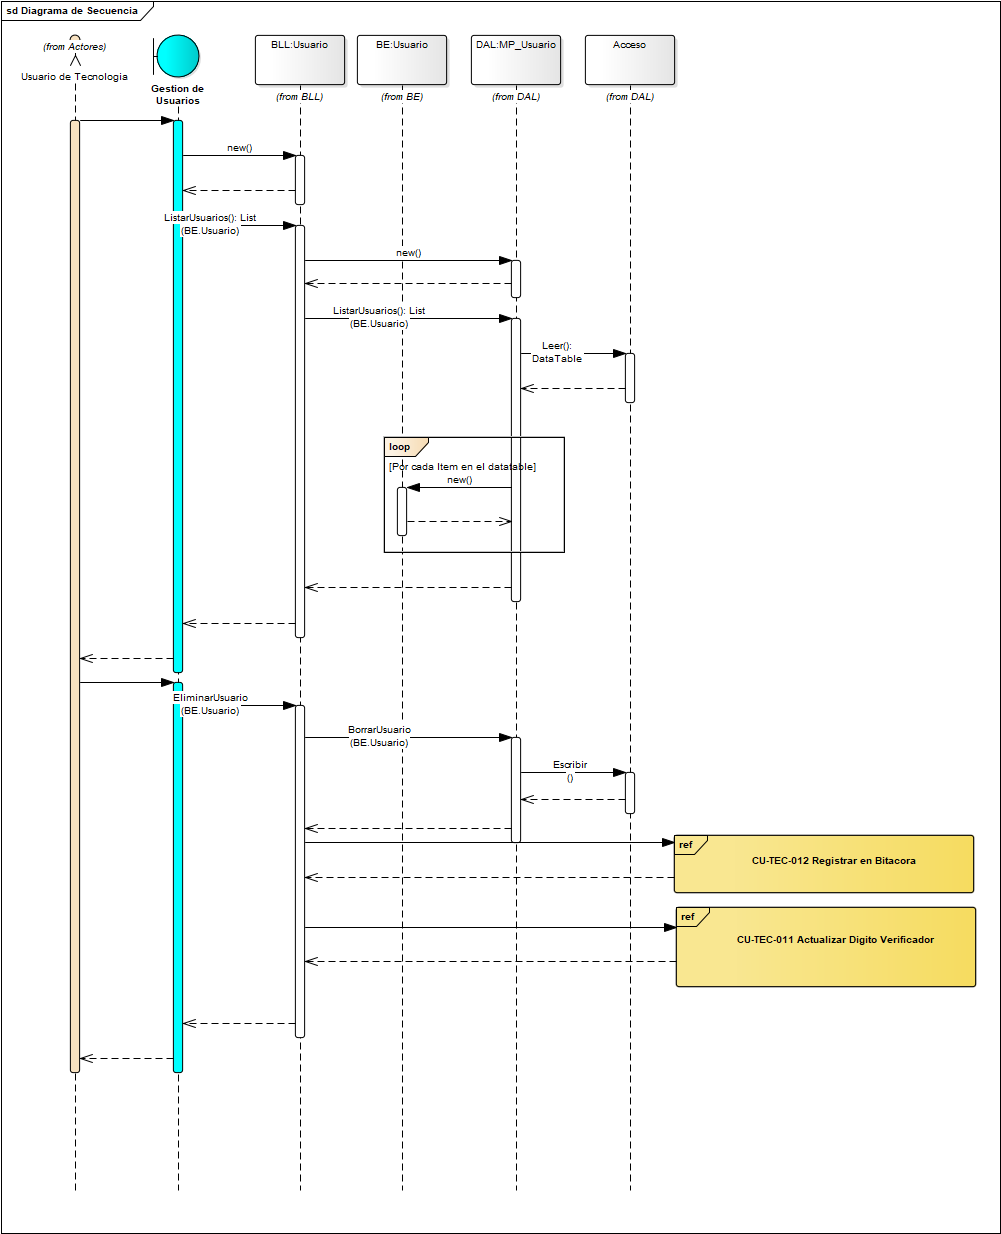 sd Diagrama de Secuencia
(from Actores)
Usuario de Tecnologia
Gestion de
Usuarios
BLL:Usuario
(from BLL)
BE:Usuario
(from BE)
DAL:MP_Usuario
(from DAL)
Acceso
(from DAL)
new()
ListarUsuarios(): List
(BE.Usuario)
new()
ListarUsuarios(): List
(BE.Usuario)
Leer():
DataTable
loop
[Por cada Item en el datatable]
new()
EliminarUsuario
(BE.Usuario)
BorrarUsuario
(BE.Usuario)
Escribir
()
ref
CU-TEC-012 Registrar en Bitacora
ref
CU-TEC-011 Actualizar Digito Verificador